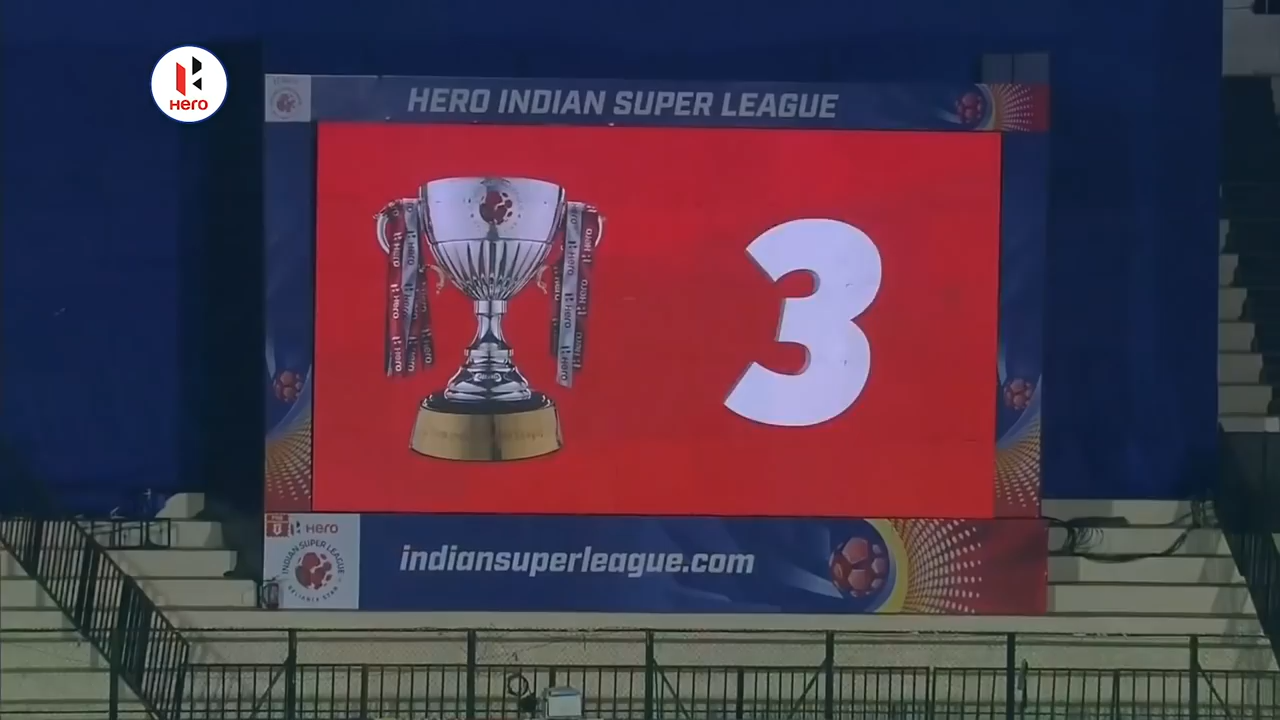 Hero
HERO INDIAN SUPER LEAGUE
3
Hero
INDIAN SUPER LEAGUE
indiansuperleague.com